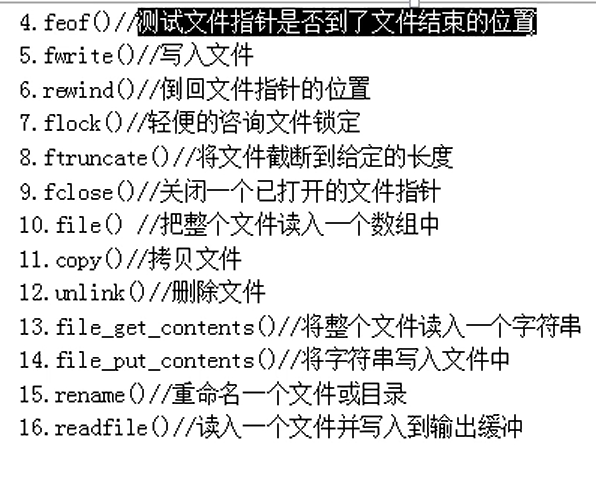 4.feof()//测试文件指针是否到了文件结束的位置
5.fwrite()//写入文件
6.rewind()//倒回文件指针的位置
7.flock()//轻便的咨询文件锁定
8.ftruncate()//将文件截断到给定的长度
9.fclose()//关闭一个已打开的文件指针
10.file() //把整个文件读入一个数组中
11.copy()//拷贝文件
12.unlink()//删除文件
13.file_get_contents()//将整个文件读入一个字符串
14.file_put_contents()//将字符串写入文件中
15.rename()//重命名一个文件或目录
16.readfile()//读入一个文件并写入到输出缓冲